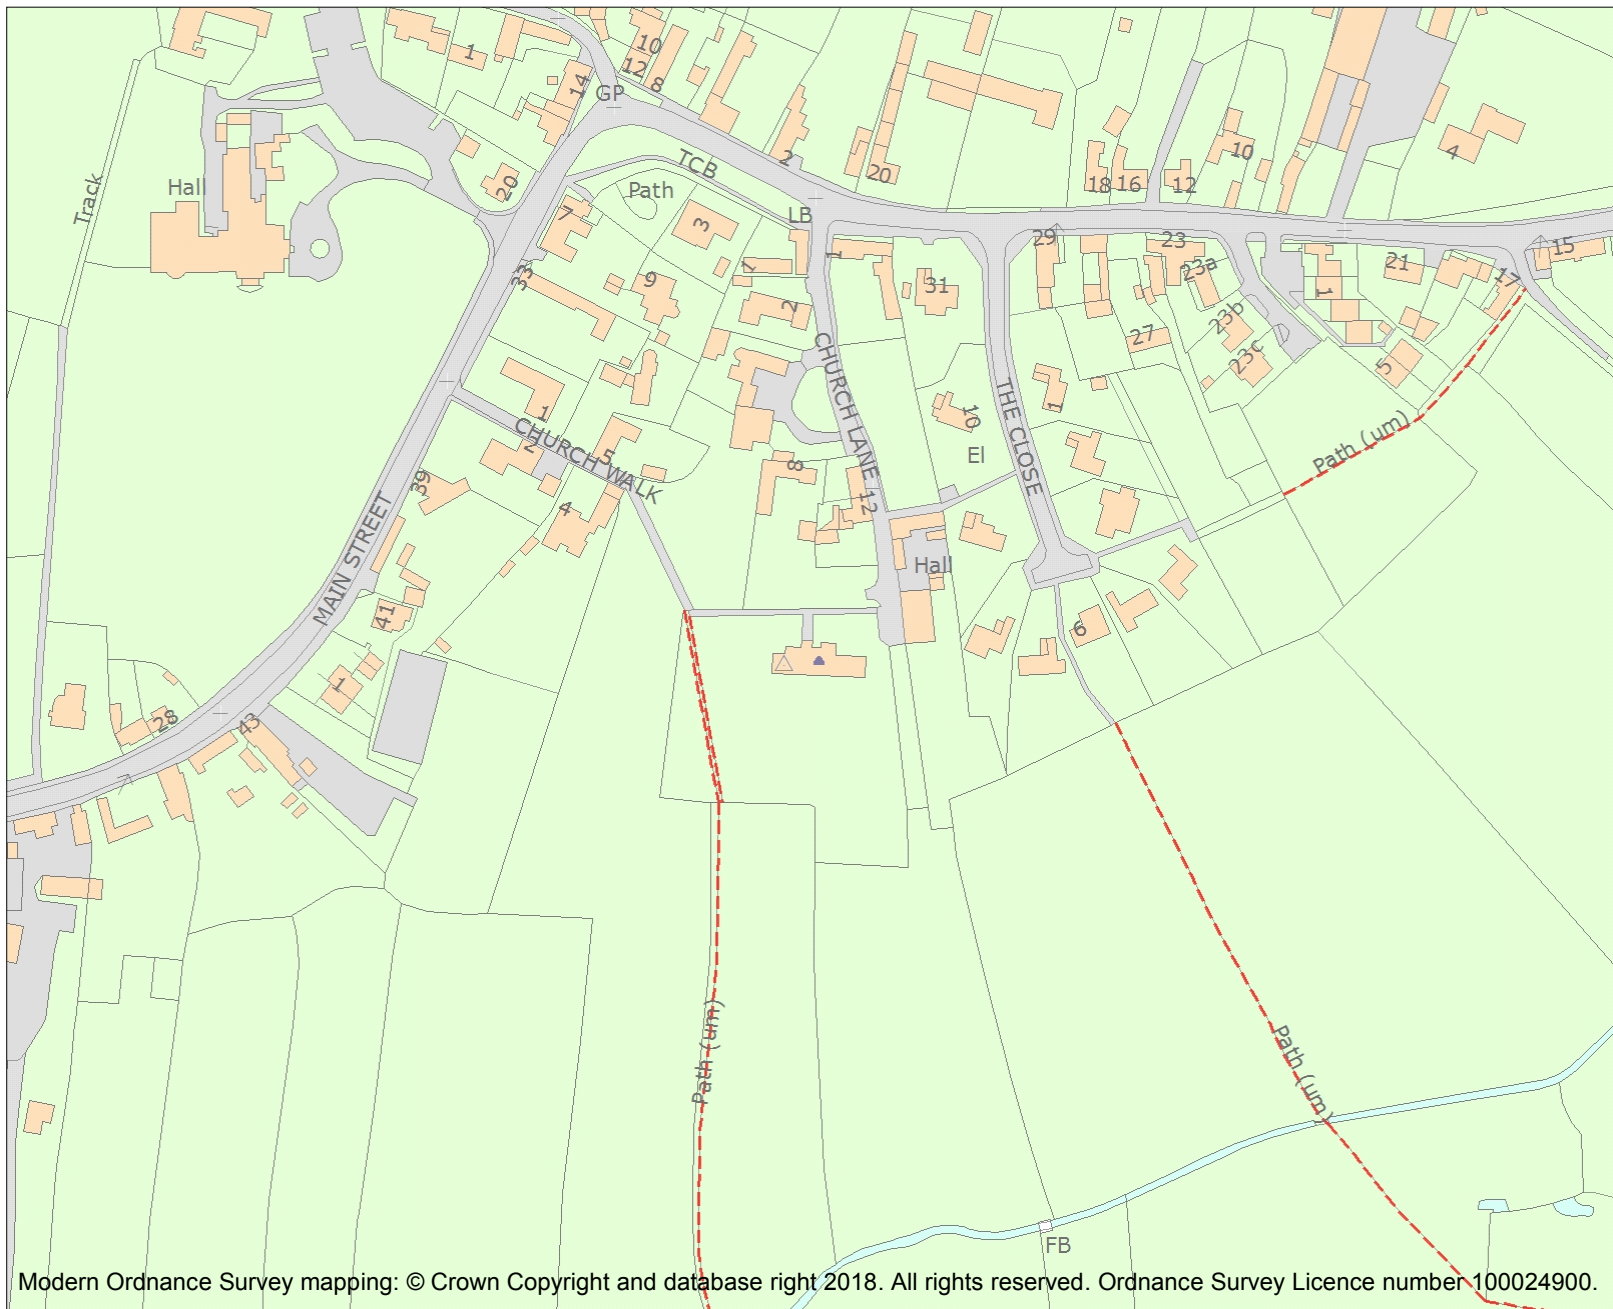 1
10
12
8
14
GP
TCB
2
20
18
16
12
10
4
Track
Hall
20
Path
7
3
LB
1
29
23
23a
15
33
9
1
2
31
21
17
1
23b
27
23c
5
CHURCH LANE
THE CLOSE
1
10
1
CHURCH WALK
2
5
El
Path (um)
39
8
12
4
MAIN STREET
Hall
41
6
1
28
43
Path (um)
Path (um)
FB
Modern Ordnance Survey mapping: © Crown Copyright and database right 2018. All rights reserved. Ordnance Survey Licence number 100024900.